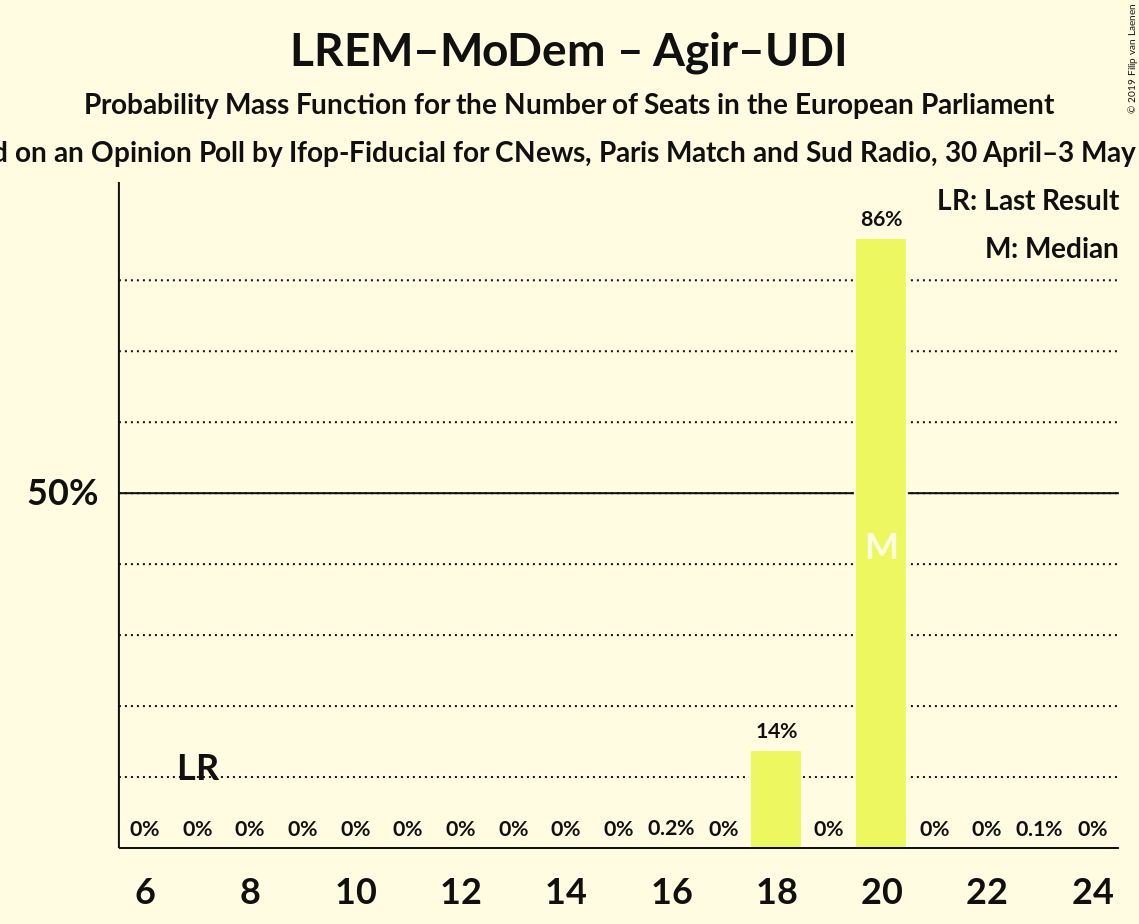 LREM–MoDem – Agir–UDI
Probability Mass Function for the Number of Seats in the European Parliament
on an Opinion Poll by Ifop-Fiducial for CNews, Paris Match and Sud Radio, 30 April–3 May
© 2019 Filip van Laenen
LR: Last Result
M: Median
86%
50%
M
14%
LR
0% 0% 0% 0% 0% 0% 0% 0% 0% 0% 0.2% 0% 0% 0% 0% 0.1% 0%
6 8 10 12 14 16 18 20 22 24